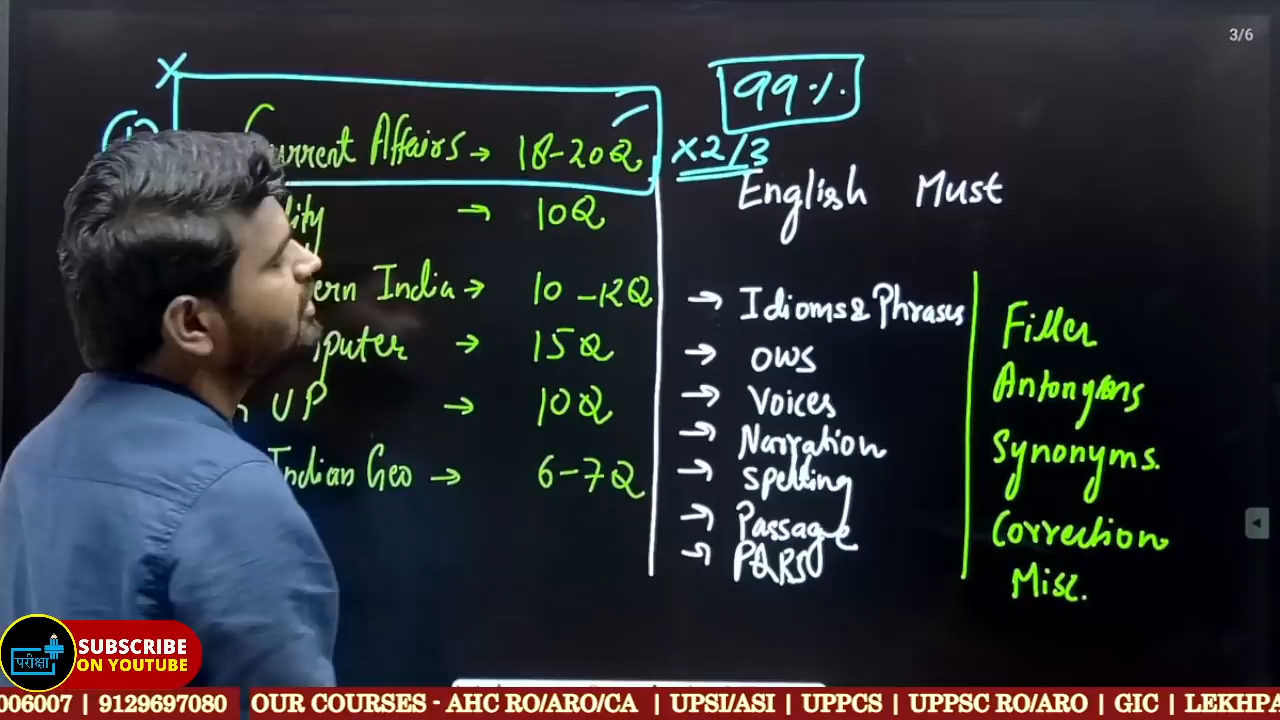 3/6
99%
Current Affairs → 18-20Q
×2/3
English Must
→ 10Q
India → 10-12Q
→ 15Q
UP → 10Q
Indian Geo → 6-7Q
→ Idioms & Phrases
→ OWS
→ Voices
→ Narration
→ Spelling
→ Passage
→ PQRS
Filler
Antonyms
Synonyms.
Correction
Misc.
परीक्षा
SUBSCRIBE
ON YOUTUBE
006007 | 9129697080 | OUR COURSES - AHC RO/ARO/CA | UPSI/ASI | UPPCS | UPPSC RO/ARO | GIC | LEKHPA